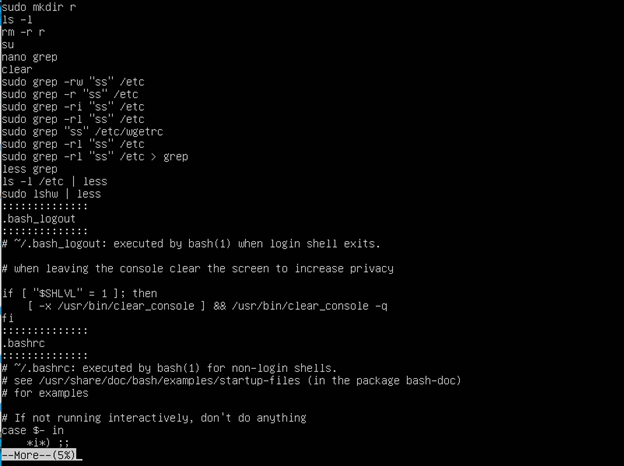 sudo mkdir r
ls -l
rm -r r
su
nano grep
clear
sudo grep -rw "ss" /etc
sudo grep -r "ss" /etc
sudo grep -ri "ss" /etc
sudo grep -rl "ss" /etc
sudo grep "ss" /etc/wgetrc
sudo grep -rl "ss" /etc
sudo grep -rl "ss" /etc > grep
less grep
ls -l /etc | less
sudo lshw | less
::::::::::::::
.bash_logout
::::::::::::::
# ~/.bash_logout: executed by bash(1) when login shell exits.
# when leaving the console clear the screen to increase privacy
if [ "$SHLVL" = 1 ]; then
    [ -x /usr/bin/clear_console ] && /usr/bin/clear_console -q
fi
::::::::::::::
.bashrc
::::::::::::::
# ~/.bashrc: executed by bash(1) for non-login shells.
# see /usr/share/doc/bash/examples/startup-files (in the package bash-doc)
# for examples
# If not running interactively, don't do anything
case $- in
    *i*) ;;
--More--(5%)